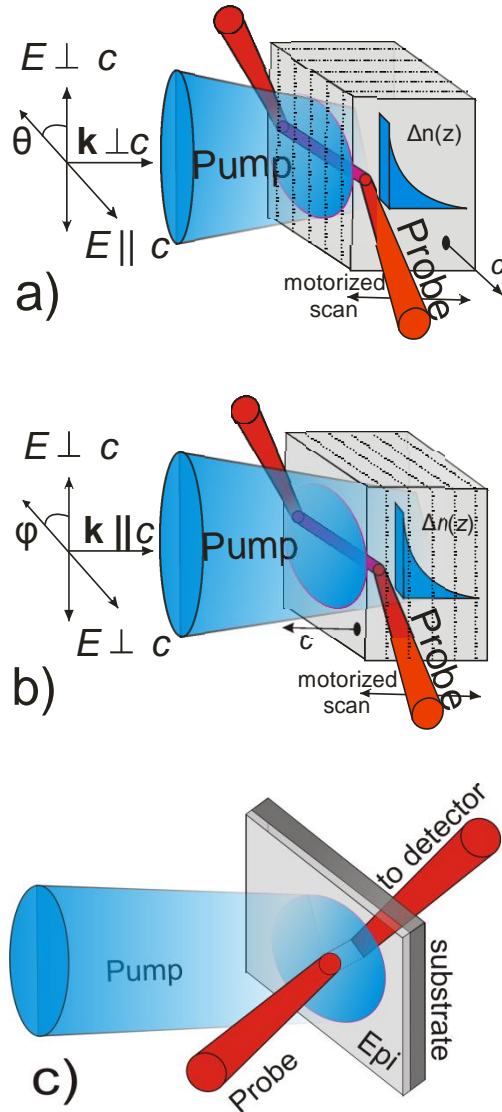 E ⊥ c
θ
k ⊥c
E || c
Pump
Δn(z)
Probe
c
motorized
scan
a)
E ⊥ c
φ
k || c
E ⊥ c
Pump
Δn(z)
Probe
c
motorized
scan
b)
to detector
Pump
substrate
Epi
Probe
c)